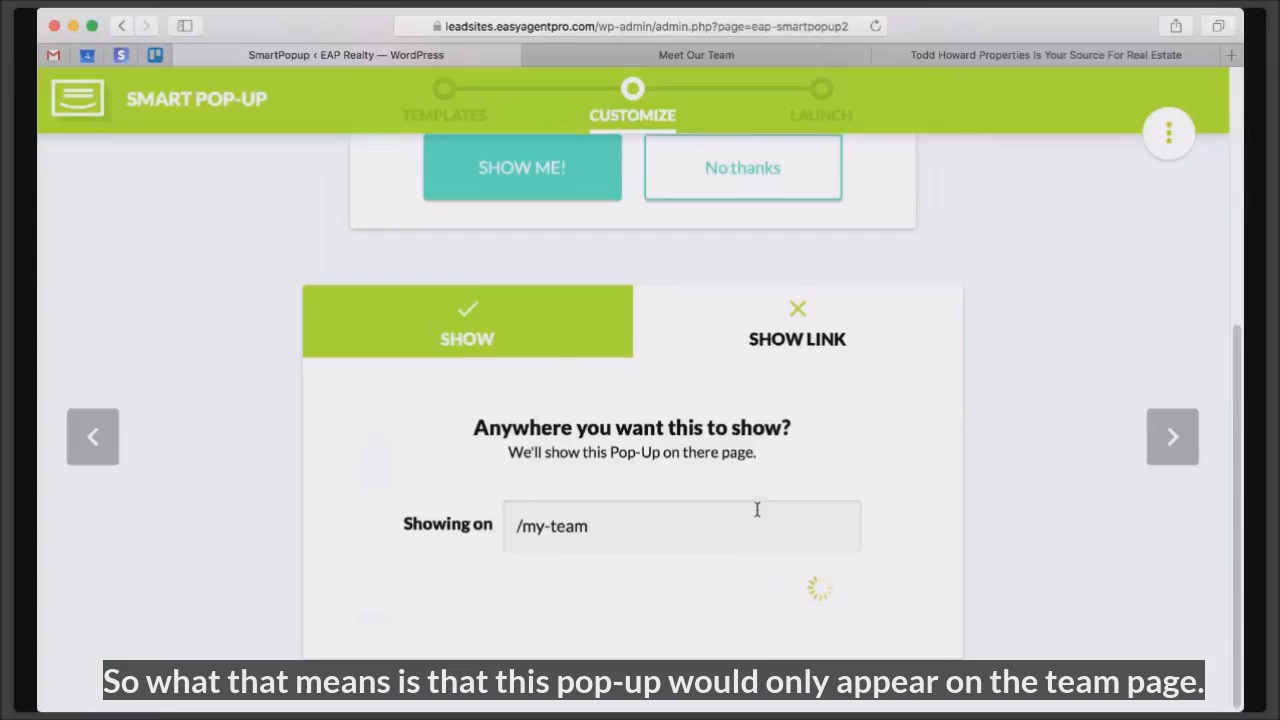 leadsites.easyagentpro.com/wp-admin/admin.php?page=eap-smartpopup2
4
S
SmartPopup ‹ EAP Realty — WordPress
Meet Our Team
Todd Howard Properties Is Your Source For Real Estate
SMART POP-UP
TEMPLATES
CUSTOMIZE
LAUNCH
SHOW ME!
No thanks
SHOW
SHOW LINK
Anywhere you want this to show?
We'll show this Pop-Up on there page.
Showing on
/my-team
So what that means is that this pop-up would only appear on the team page.